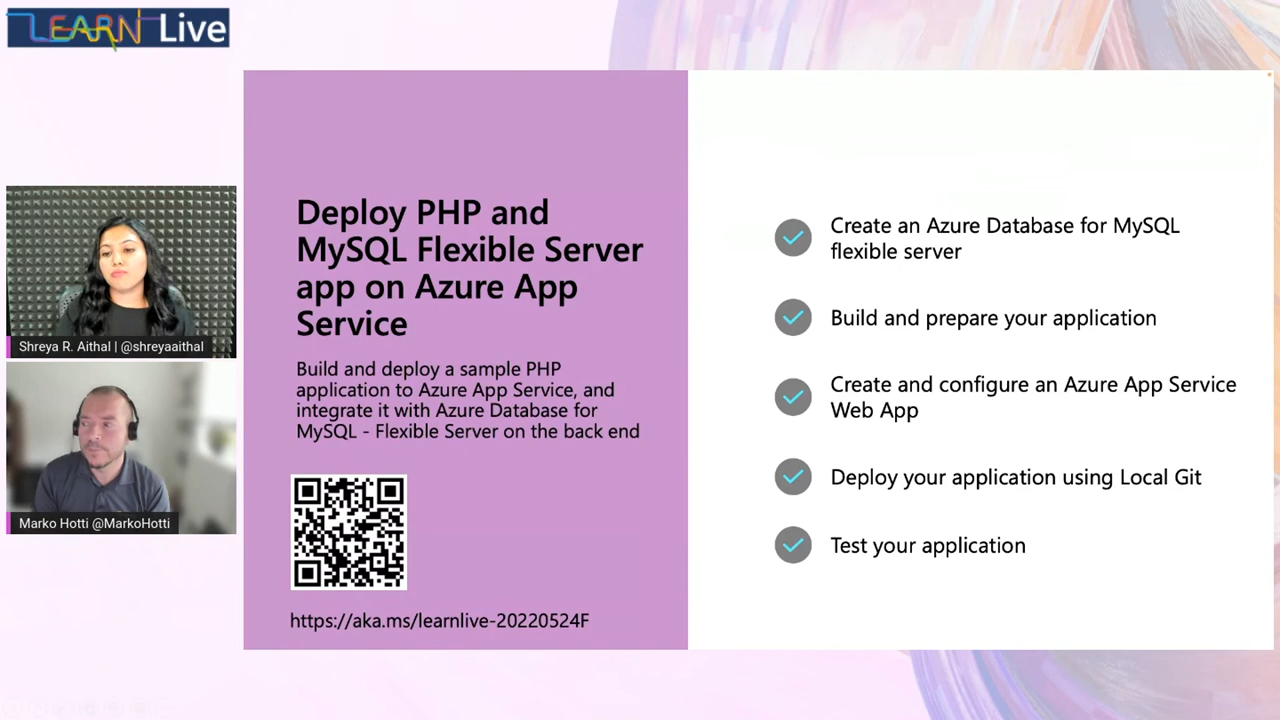 LEARN Live
Shreya R. Aithal | @shreyaaithal
Marko Hotti @MarkoHotti
Deploy PHP and
MySQL Flexible Server
app on Azure App
Service
Build and deploy a sample PHP
application to Azure App Service, and
integrate it with Azure Database for
MySQL - Flexible Server on the back end
https://aka.ms/learnlive-20220524F
Create an Azure Database for MySQL
flexible server
Build and prepare your application
Create and configure an Azure App Service
Web App
Deploy your application using Local Git
Test your application